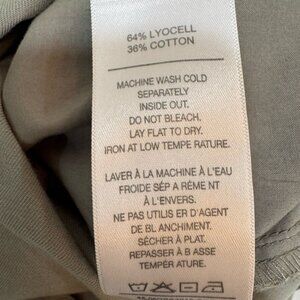 64% LYOCELL
36% COTTON
MACHINE WASH COLD
SEPARATELY
INSIDE OUT.
DO NOT BLEACH.
LAY FLAT TO DRY.
IRON AT LOW TEMPE RATURE.
LAVER À LA MACHINE À L'EAU
FROIDE SÉP A RÉME NT
À L'ENVERS.
NE PAS UTILIS ER D'AGENT
DE BL ANCHIMENT.
SÉCHER À PLAT.
REPASSER À B ASSE
TEMPÉR ATURE.